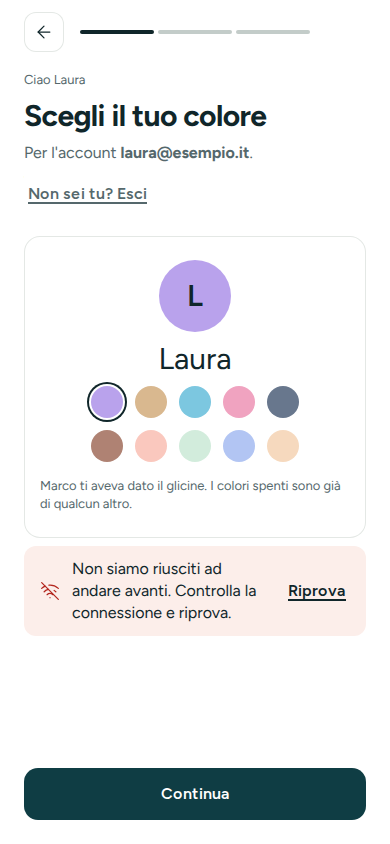 Ciao Laura
Scegli il tuo colore
Per l'account laura@esempio.it.
Non sei tu? Esci
L
Laura
Marco ti aveva dato il glicine. I colori spenti sono già
di qualcun altro.
Non siamo riusciti ad
andare avanti. Controlla la
connessione e riprova.
Riprova
Continua